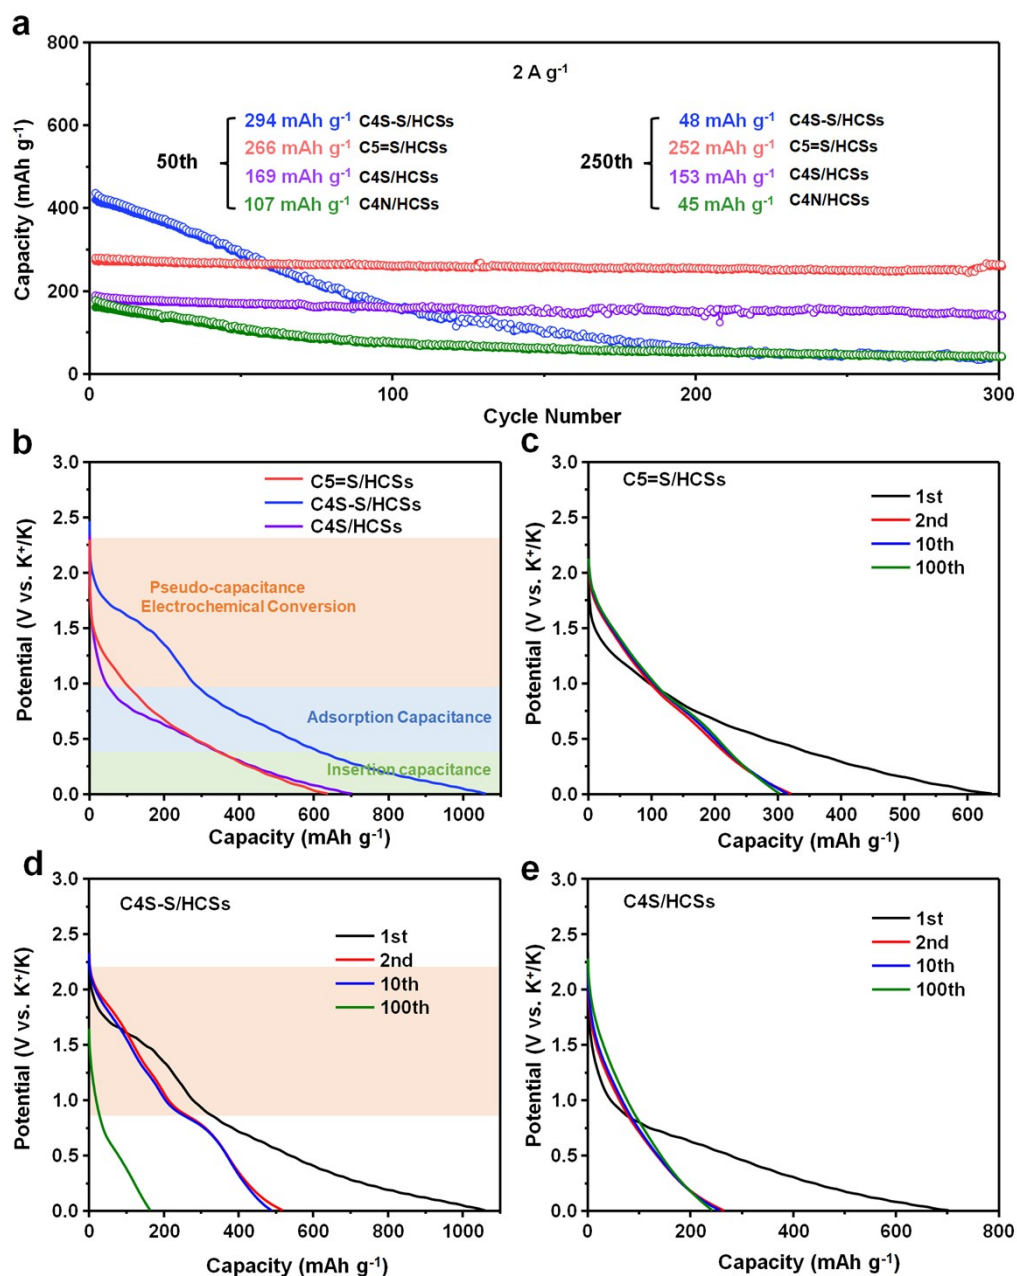 a
800
600
400
200
0
Capacity (mAh g⁻¹)
2 A g⁻¹
50th
294 mAh g⁻¹ C4S-S/HCSs
266 mAh g⁻¹ C5=S/HCSs
169 mAh g⁻¹ C4S/HCSs
107 mAh g⁻¹ C4N/HCSs
250th
48 mAh g⁻¹ C4S-S/HCSs
252 mAh g⁻¹ C5=S/HCSs
153 mAh g⁻¹ C4S/HCSs
45 mAh g⁻¹ C4N/HCSs
0 100 200 300
Cycle Number
b
3.0
2.5
2.0
1.5
1.0
0.5
0.0
Potential (V vs. K⁺/K)
C5=S/HCSs
C4S-S/HCSs
C4S/HCSs
Pseudo-capacitance
Electrochemical Conversion
Adsorption Capacitance
Insertion capacitance
0 200 400 600 800 1000
Capacity (mAh g⁻¹)
c
3.0
2.5
2.0
1.5
1.0
0.5
0.0
Potential (V vs. K⁺/K)
C5=S/HCSs
1st
2nd
10th
100th
0 100 200 300 400 500 600
Capacity (mAh g⁻¹)
d
3.0
2.5
2.0
1.5
1.0
0.5
0.0
Potential (V vs. K⁺/K)
C4S-S/HCSs
1st
2nd
10th
100th
0 200 400 600 800 1000
Capacity (mAh g⁻¹)
e
3.0
2.5
2.0
1.5
1.0
0.5
0.0
Potential (V vs. K⁺/K)
C4S/HCSs
1st
2nd
10th
100th
0 200 400 600 800
Capacity (mAh g⁻¹)